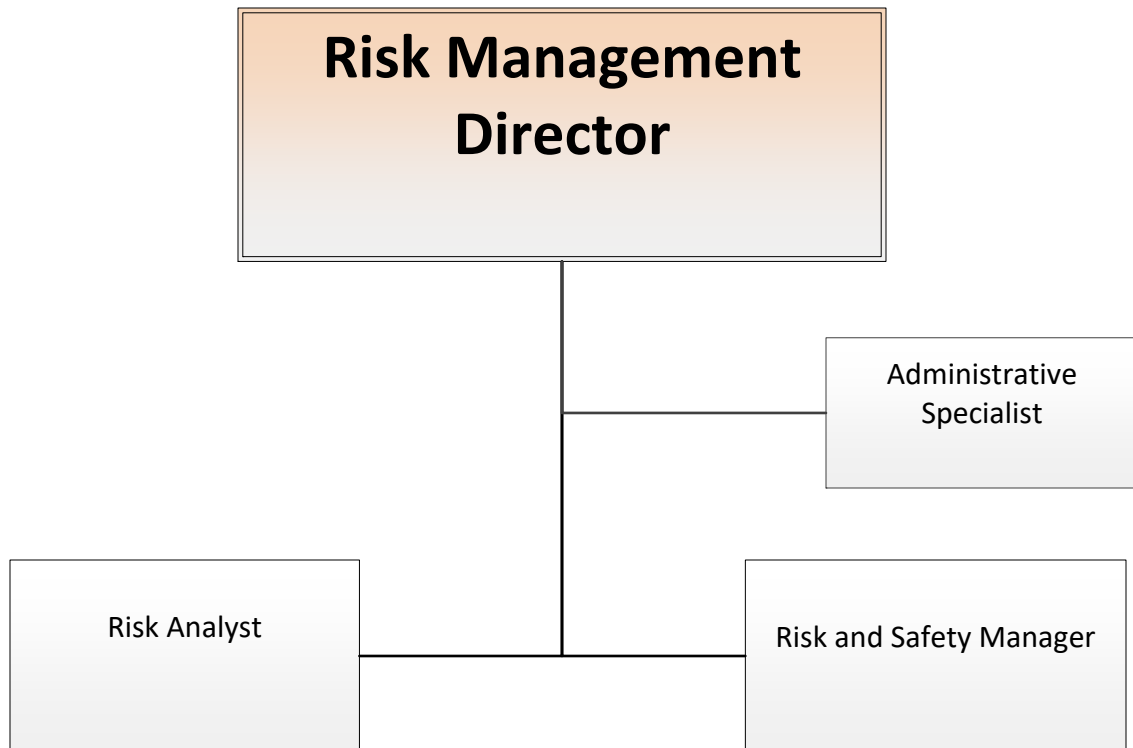 Risk Management
Director
Administrative
Specialist
Risk Analyst
Risk and Safety Manager